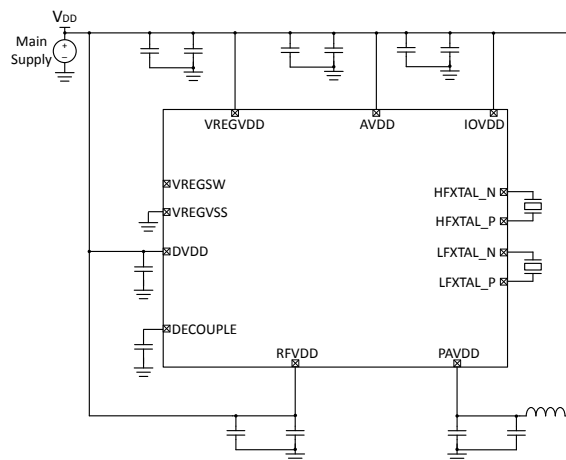 VDD
Main
Supply
+
–
VREGVDD
AVDD
IOVDD
VREGSW
HFXTAL_N
VREGVSS
HFXTAL_P
DVDD
LFXTAL_N
LFXTAL_P
DECOUPLE
RFVDD
PAVDD